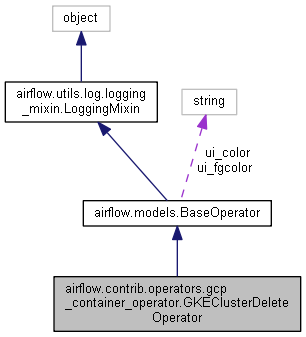 object
airflow.utils.log.logging
_mixin.LoggingMixin
string
ui_color
ui_fgcolor
airflow.models.BaseOperator
airflow.contrib.operators.gcp
_container_operator.GKEClusterDelete
Operator